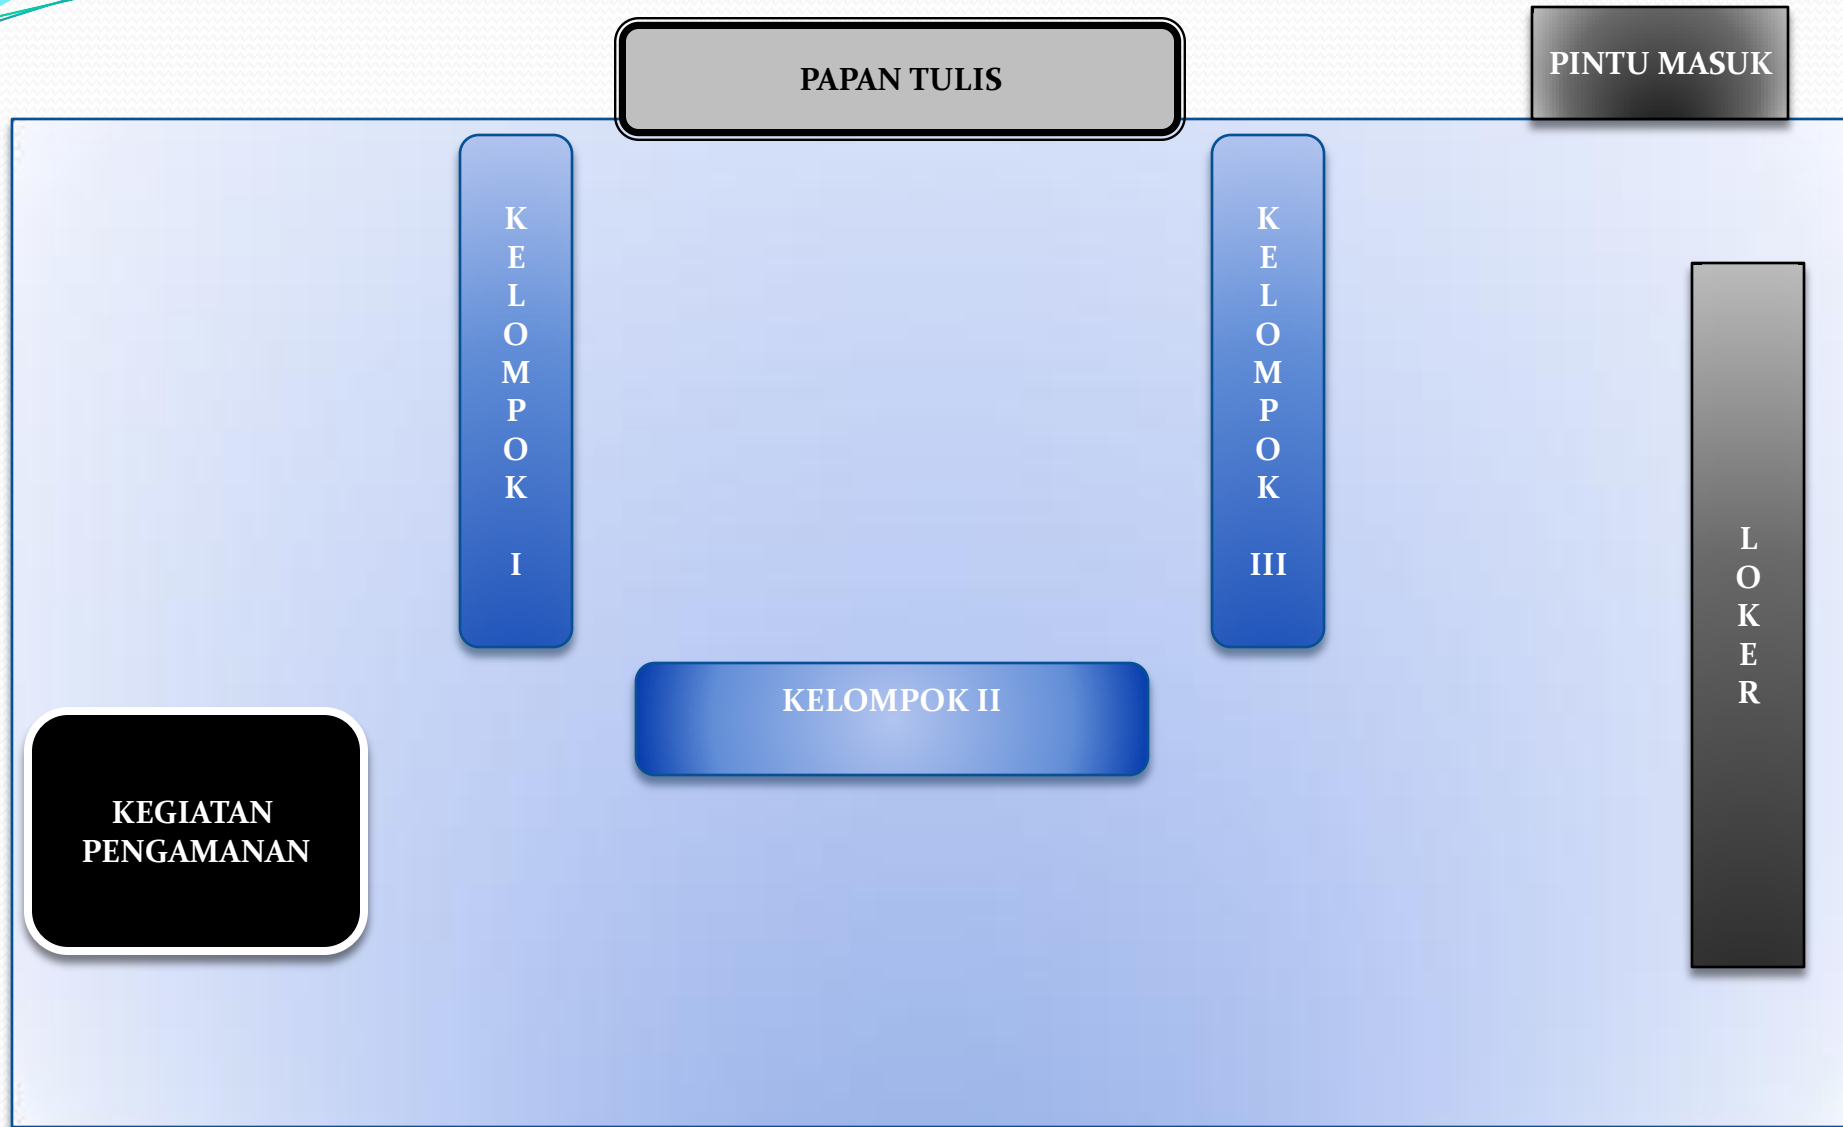 PAPAN TULIS
PINTU MASUK
KELOMPOK
I
KELOMPOK
III
LOKER
KELOMPOK II
KEGIATAN
PENGAMANAN